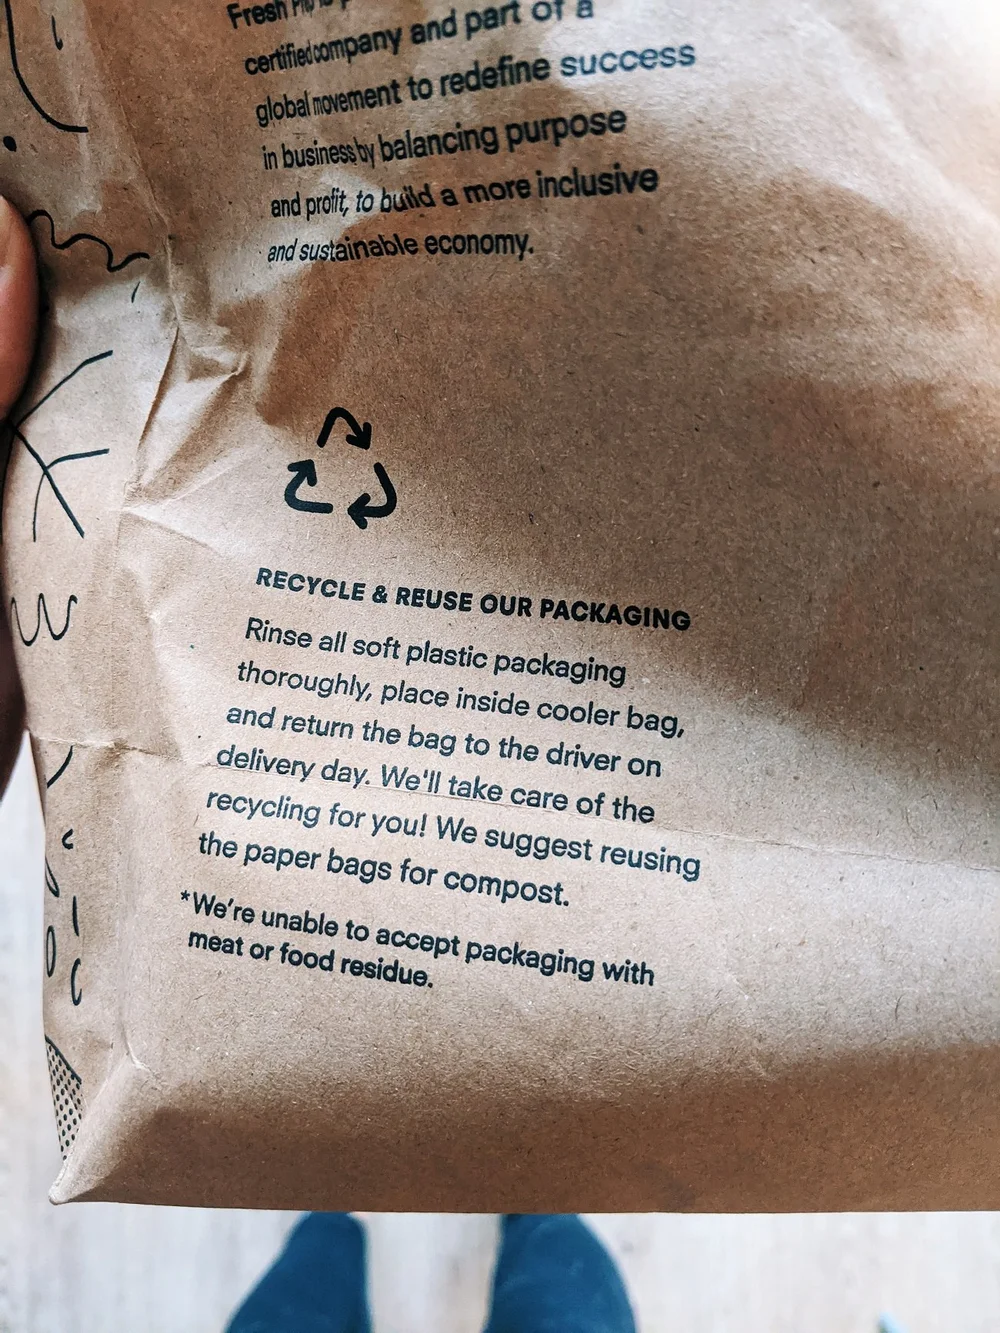 Fresh
certified company and part of a
global movement to redefine success
in business by balancing purpose
and profit, to build a more inclusive
and sustainable economy.
RECYCLE & REUSE OUR PACKAGING
Rinse all soft plastic packaging
thoroughly, place inside cooler bag,
and return the bag to the driver on
delivery day. We'll take care of the
recycling for you! We suggest reusing
the paper bags for compost.
*We're unable to accept packaging with
meat or food residue.